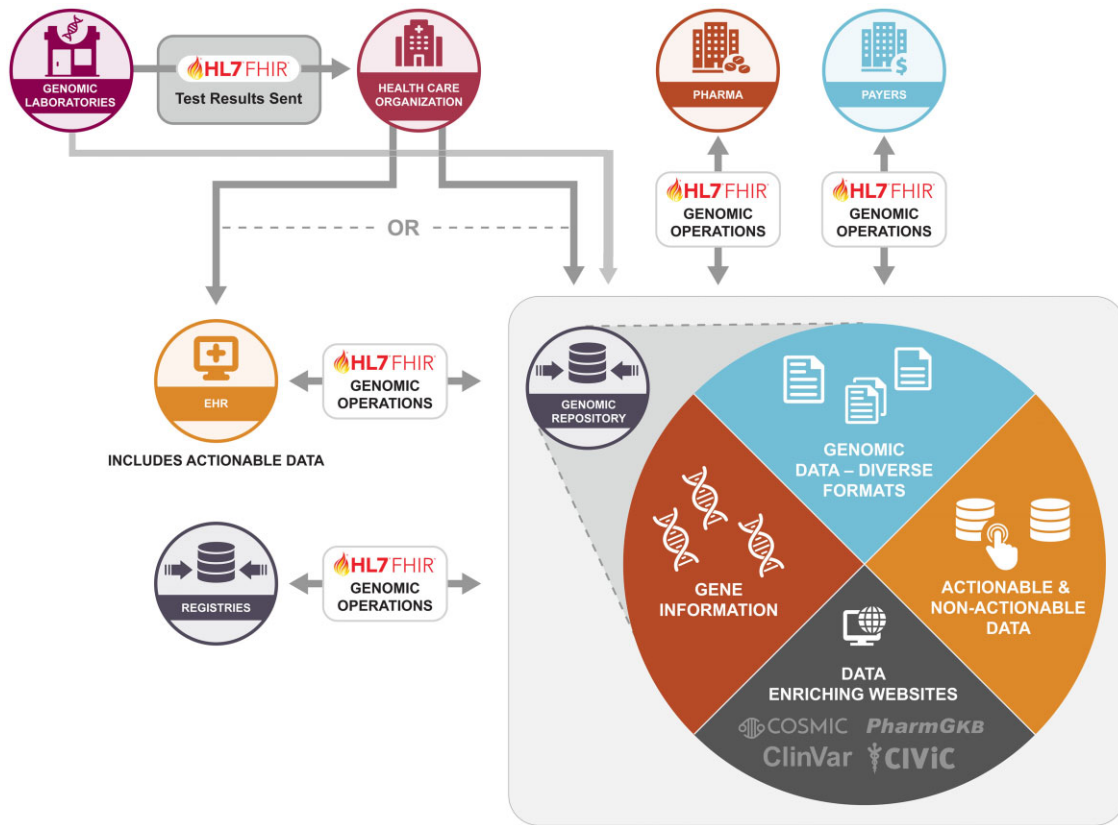 GENOMIC
LABORATORIES
HL7 FHIR®
Test Results Sent
HEALTH CARE
ORGANIZATION
PHARMA
PAYERS
HL7 FHIR®
GENOMIC
OPERATIONS
HL7 FHIR®
GENOMIC
OPERATIONS
OR
EHR
INCLUDES ACTIONABLE DATA
HL7 FHIR®
GENOMIC
OPERATIONS
GENOMIC
REPOSITORY
REGISTRIES
HL7 FHIR®
GENOMIC
OPERATIONS
GENOMIC
DATA – DIVERSE
FORMATS
GENE
INFORMATION
ACTIONABLE &
NON-ACTIONABLE
DATA
DATA
ENRICHING WEBSITES
COSMIC PharmGKB
ClinVar CIViC